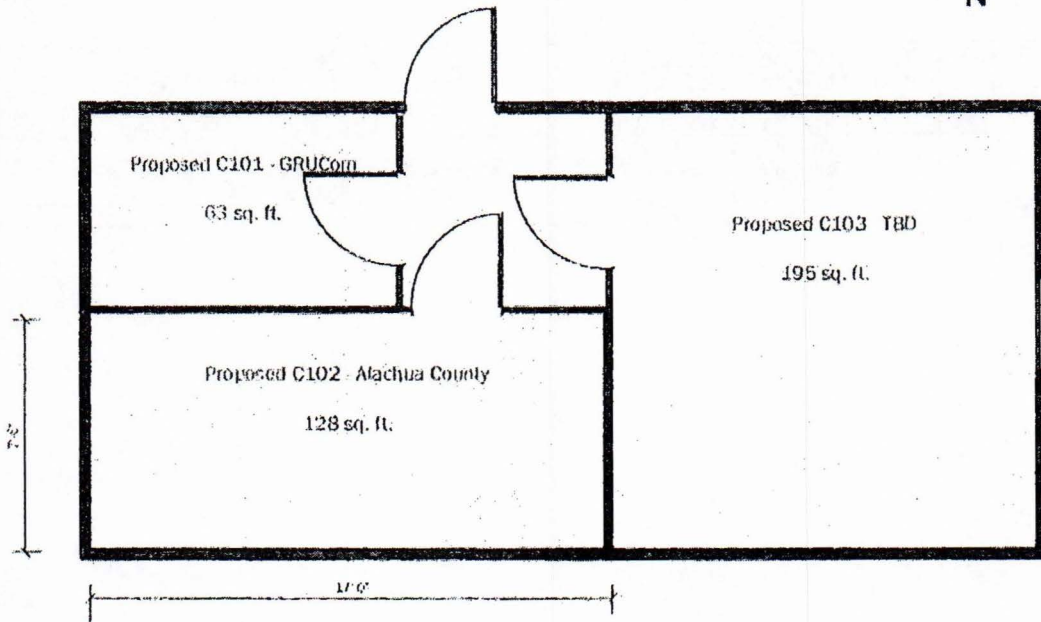 N
Proposed C101 - GRUCom
63 sq. ft.
Proposed C103 TBD
195 sq. ft.
Proposed C102 - Alachua County
128 sq. ft.